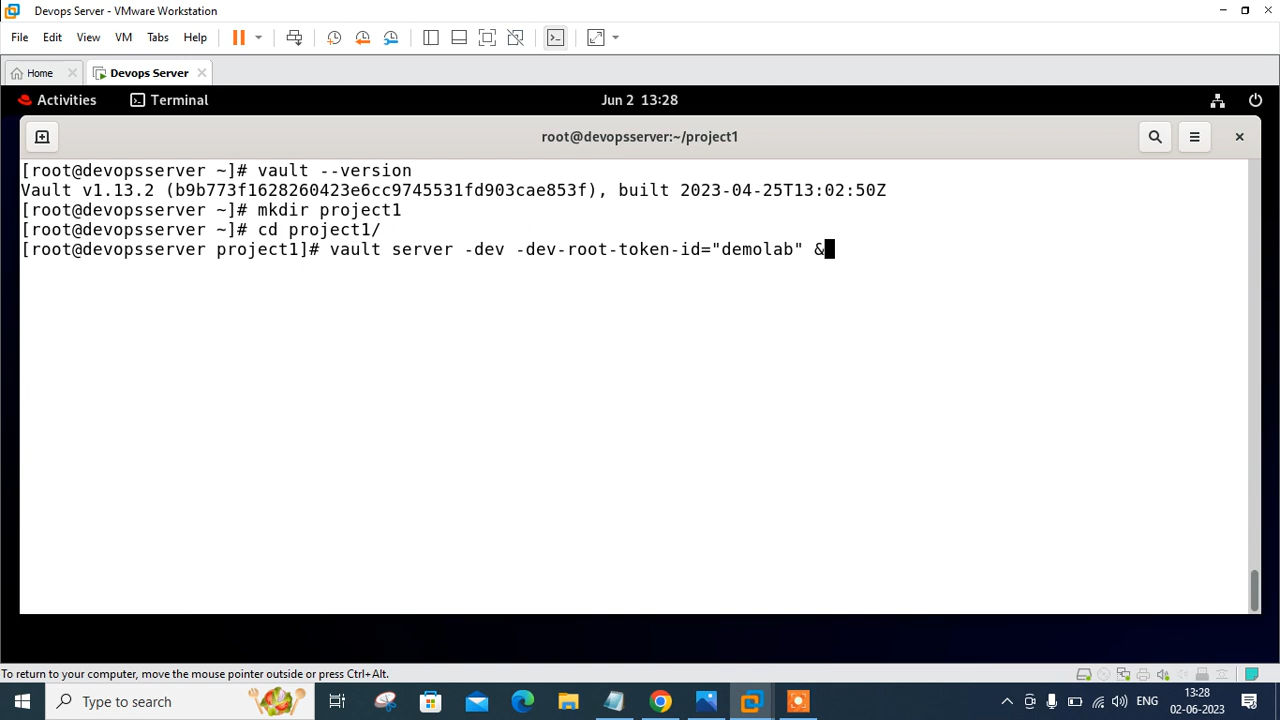 Devops Server - VMware Workstation
File Edit View VM Tabs Help
Home Devops Server
Activities Terminal Jun 2 13:28
root@devopsserver:~/project1
[root@devopsserver ~]# vault --version
Vault v1.13.2 (b9b773f1628260423e6cc9745531fd903cae853f), built 2023-04-25T13:02:50Z
[root@devopsserver ~]# mkdir project1
[root@devopsserver ~]# cd project1/
[root@devopsserver project1]# vault server -dev -dev-root-token-id="demolab" &
To return to your computer, move the mouse pointer outside or press Ctrl+Alt.
Type to search
ENG
13:28
02-06-2023